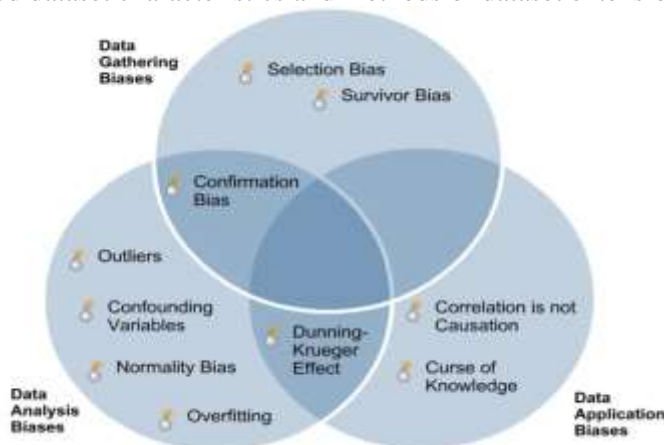 Data
Gathering
Biases
Selection Bias
Survivor Bias
Confirmation
Bias
Outliers
Confounding
Variables
Normality Bias
Overfitting
Dunning-
Krueger
Effect
Correlation is not
Causation
Curse of
Knowledge
Data
Analysis
Biases
Data
Application
Biases